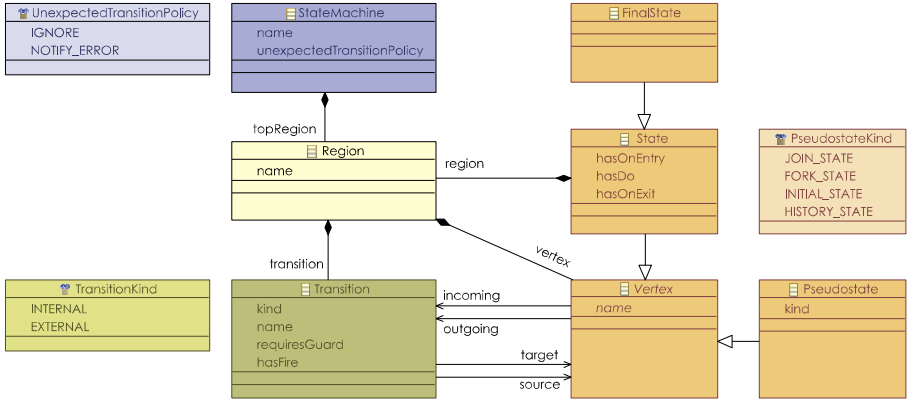 UnexpectedTransitionPolicy
IGNORE
NOTIFY_ERROR
StateMachine
name
unexpectedTransitionPolicy
FinalState
topRegion
Region
name
region
State
hasOnEntry
hasDo
hasOnExit
PseudostateKind
JOIN_STATE
FORK_STATE
INITIAL_STATE
HISTORY_STATE
transition
vertex
TransitionKind
INTERNAL
EXTERNAL
Transition
kind
name
requiresGuard
hasFire
incoming
outgoing
target
source
Vertex
name
Pseudostate
kind